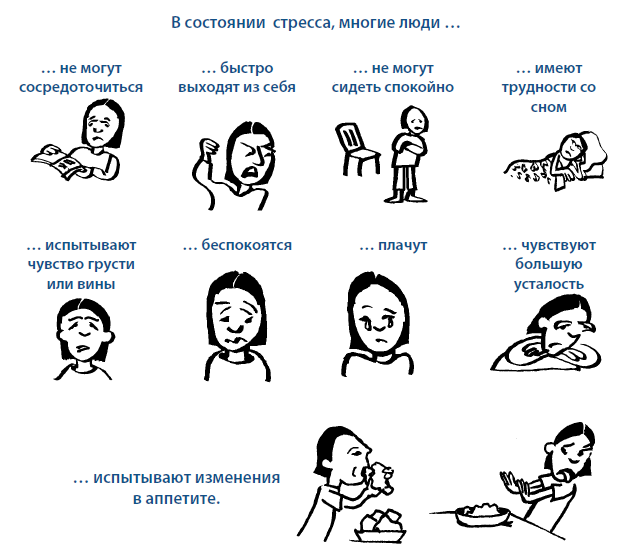 В состоянии стресса, многие люди …
… не могут
сосредоточиться
… быстро
выходят из себя
… не могут
сидеть спокойно
… имеют
трудности со
сном
… испытывают
чувство грусти
или вины
… беспокоятся
… плачут
… чувствуют
большую
усталость
… испытывают изменения
в аппетите.